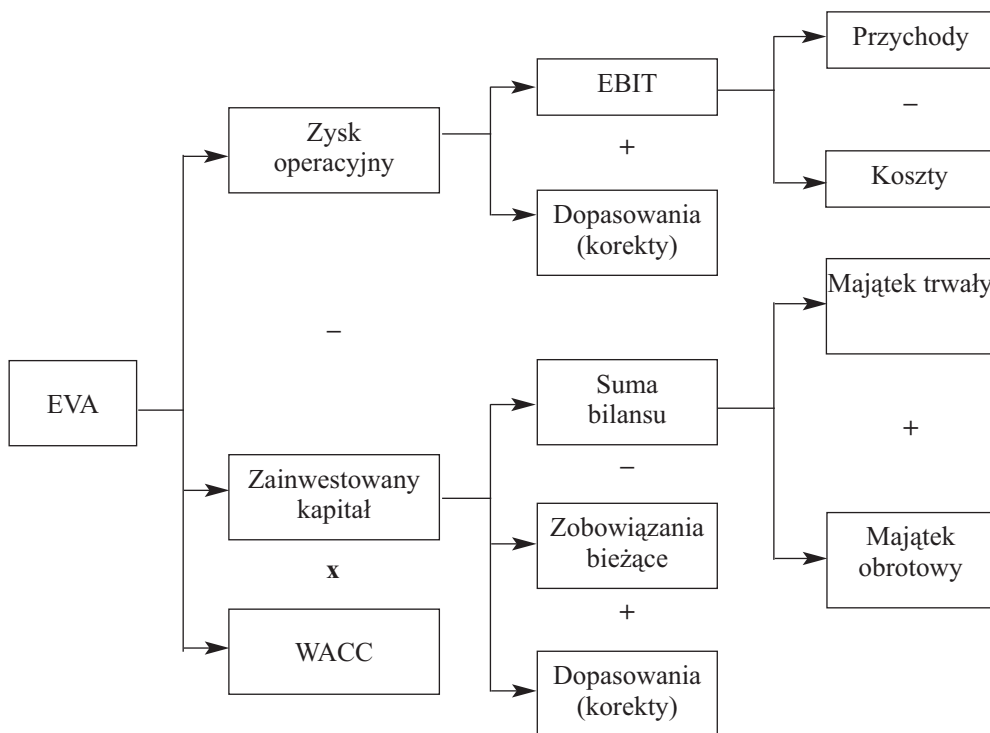 EVA
Zysk
operacyjny
–
Zainwestowany
kapitał
x
WACC
EBIT
+
Dopasowania
(korekty)
Suma
bilansu
–
Zobowiązania
bieżące
+
Dopasowania
(korekty)
Przychody
–
Koszty
Majątek trwały
+
Majątek
obrotowy